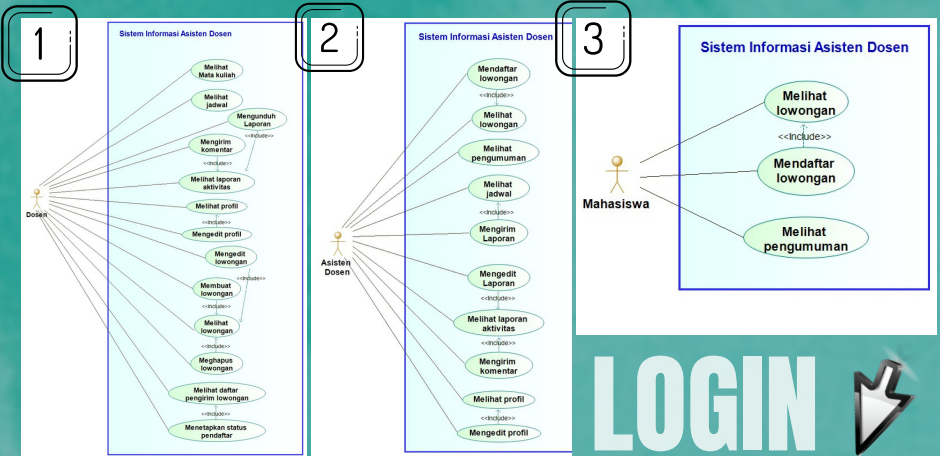 1
Sistem Informasi Asisten Dosen
Melihat
Mata kuliah
Melihat
jadwal
Mengunduh
Laporan
<<Include>>
Mengirim
komentar
<<Include>>
Melihat laporan
aktivitas
Melihat profil
<<Include>>
Mengedit profil
Mengedit
lowongan
<<Include>>
Membuat
lowongan
<<Include>>
Melihat
lowongan
<<Include>>
Meghapus
lowongan
Melihat daftar
pengirim lowongan
<<Include>>
Menetapkan status
pendaftar
Dosen
2
Sistem Informasi Asisten Dosen
Mendaftar
lowongan
<<Include>>
Melihat
lowongan
Melihat
pengumuman
Melihat
jadwal
<<Include>>
Mengirim
Laporan
Mengedit
Laporan
<<Include>>
Melihat laporan
aktivitas
<<Include>>
Mengirim
komentar
Melihat profil
<<Include>>
Mengedit profil
Asisten
Dosen
3
Sistem Informasi Asisten Dosen
Melihat
lowongan
<<Include>>
Mendaftar
lowongan
Melihat
pengumuman
Mahasiswa
LOGIN